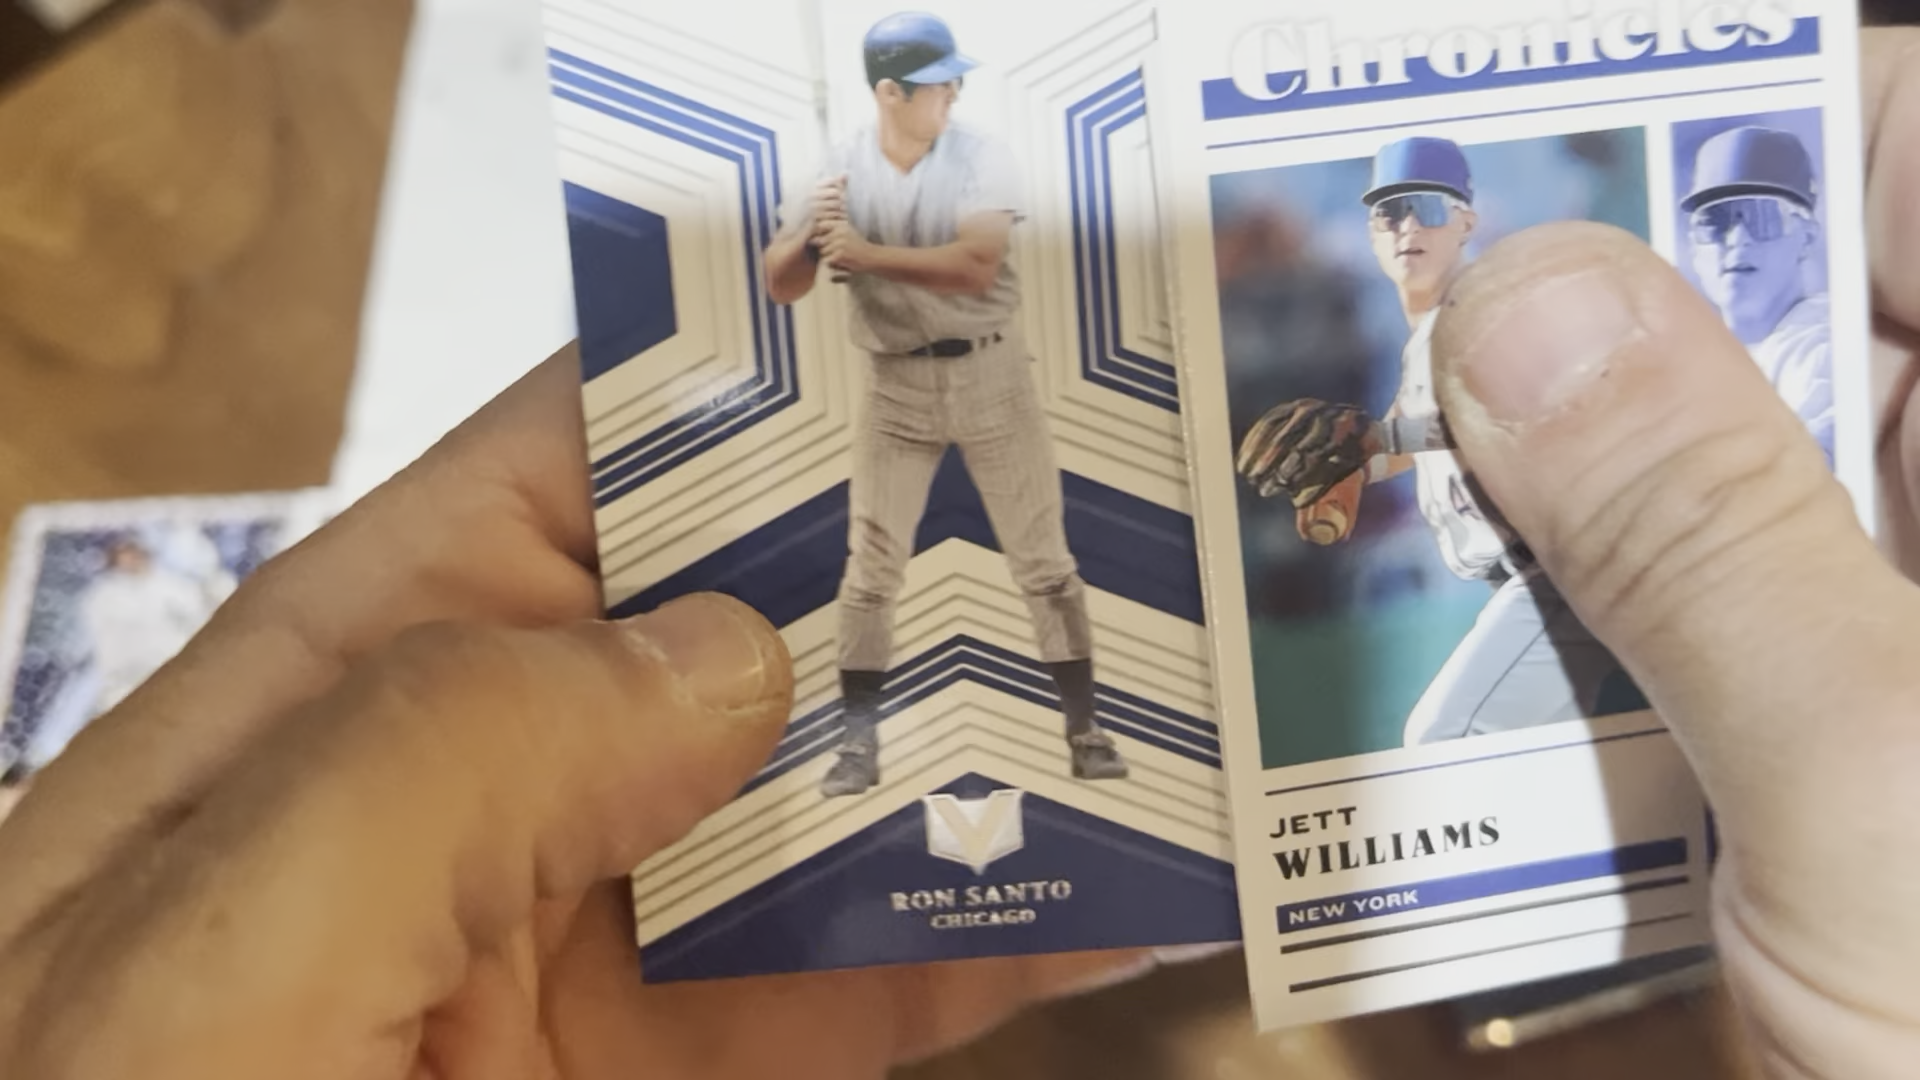 RON SANTO
CHICAGO
Chronicles
JETT
WILLIAMS
NEW YORK